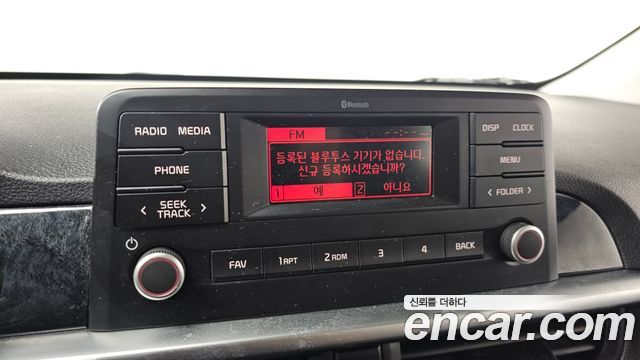 Bluetooth
RADIO MEDIA
PHONE
< SEEK TRACK >
FM
등록된 블루투스 기기가 없습니다.
신규 등록하시겠습니까?
1 예 2 아니요
DISP CLOCK
MENU
< FOLDER >
FAV 1 RPT 2 RDM 3 4 BACK
신뢰를 더하다
encar.com